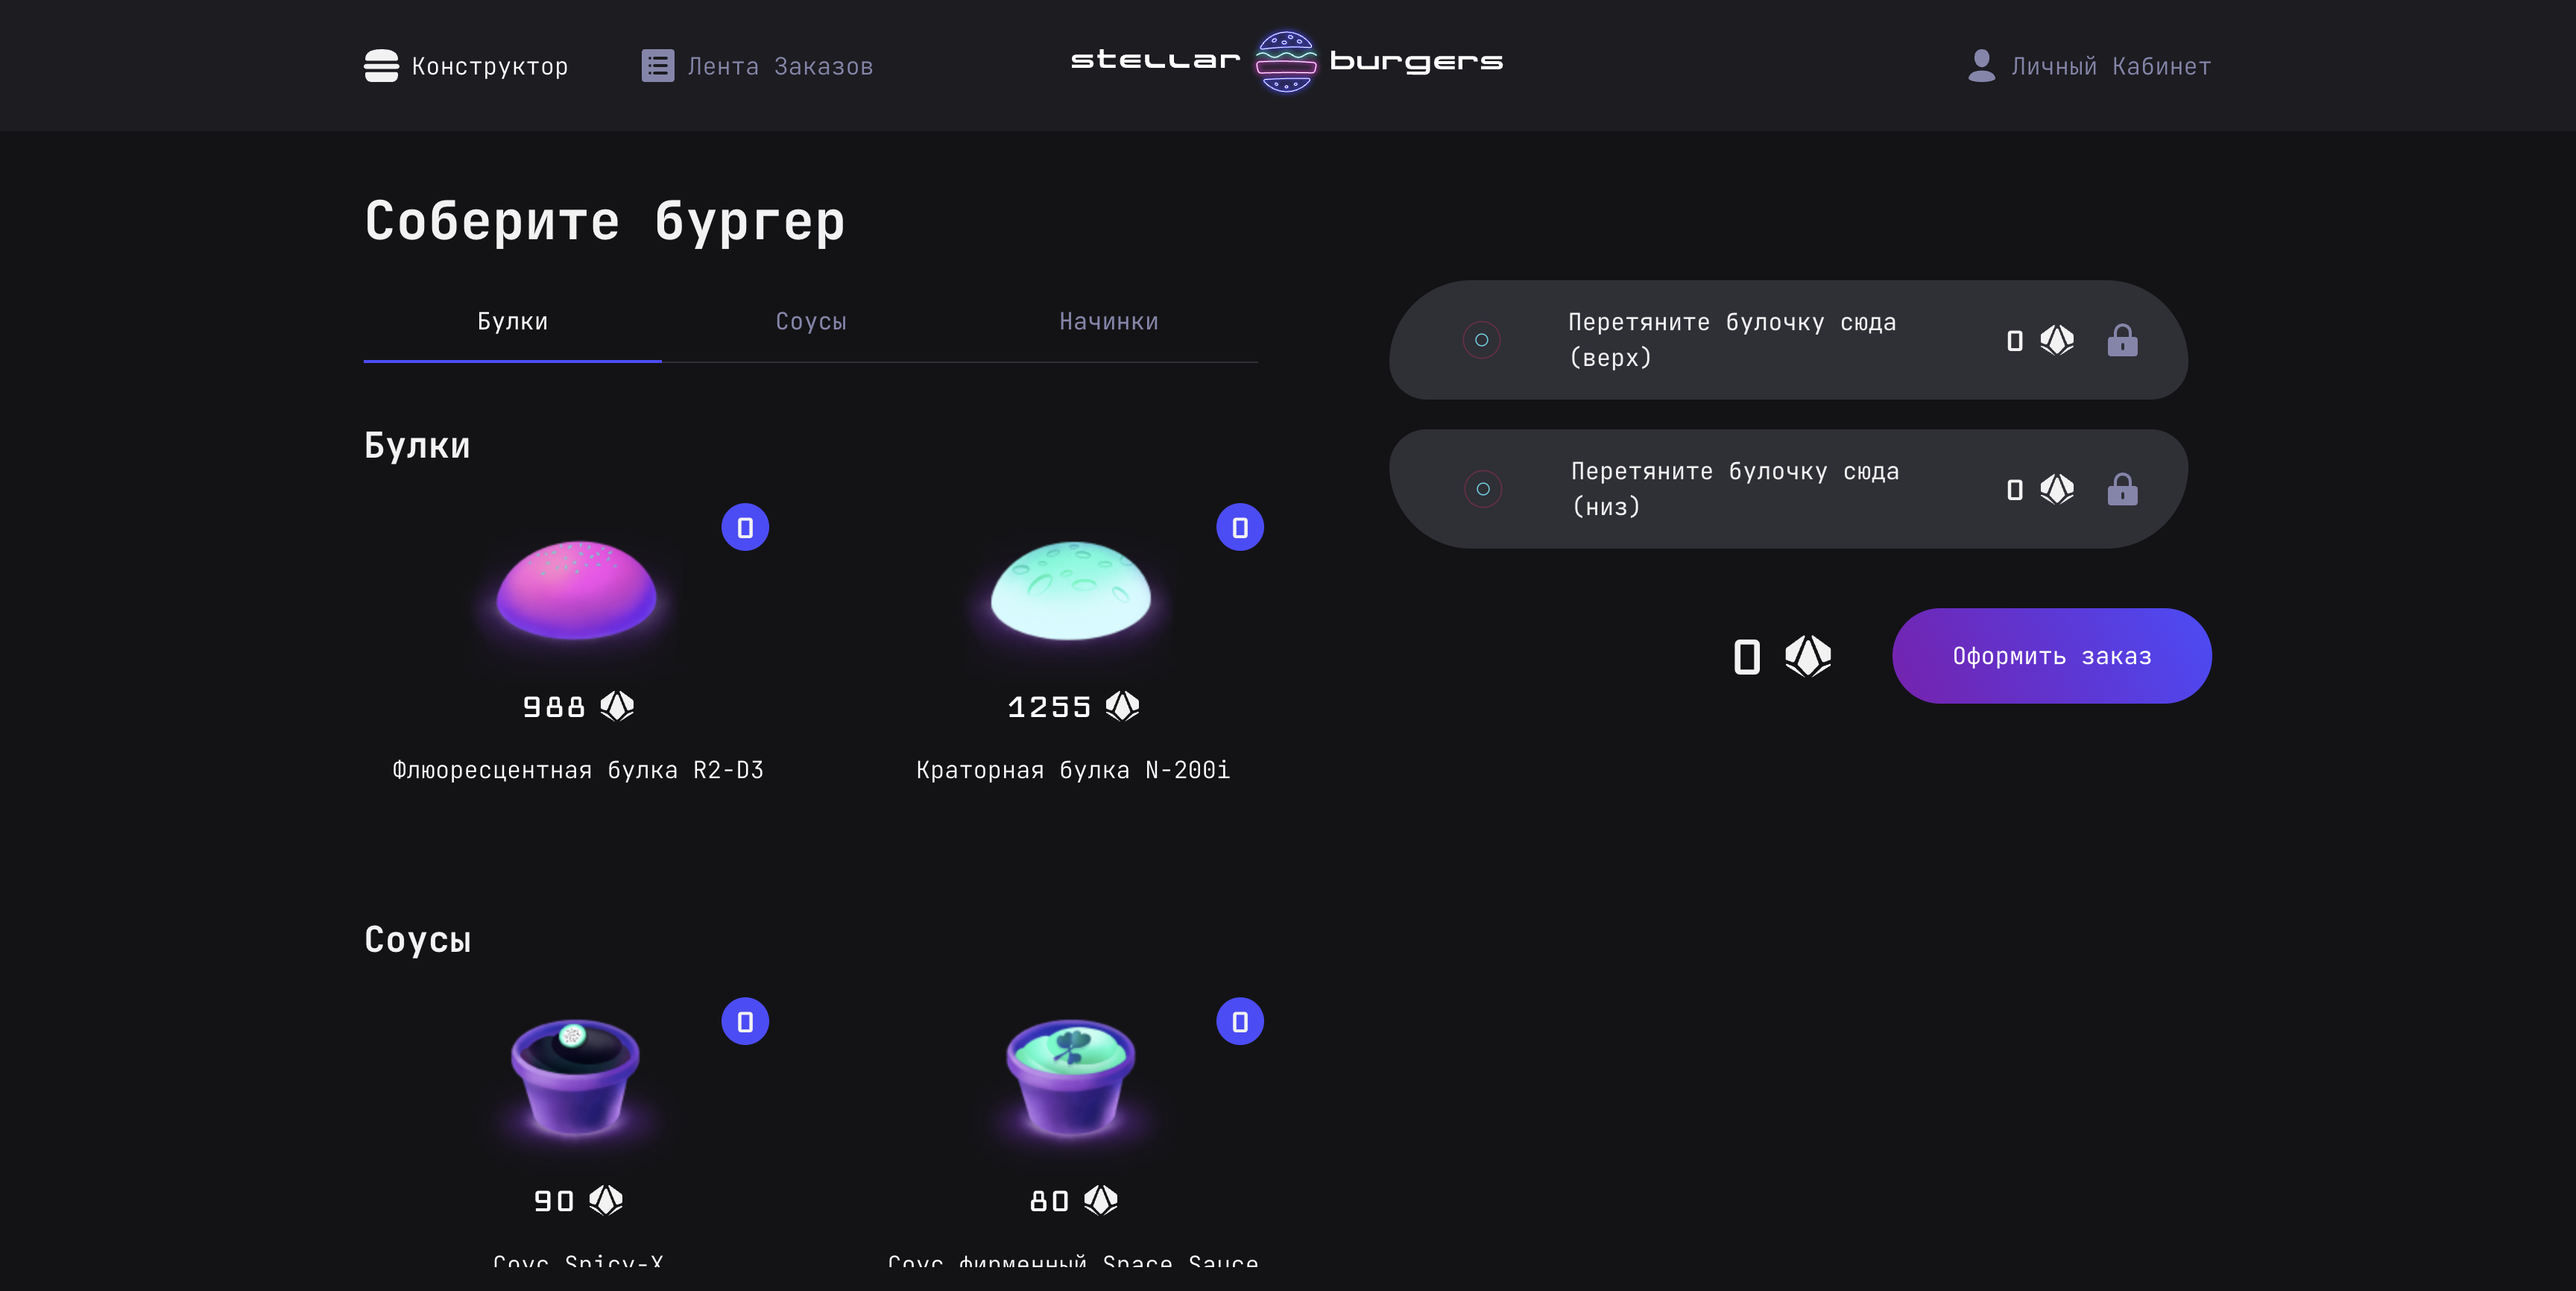 Конструктор
Лента Заказов
stellar burgers
Личный Кабинет
Соберите бургер
Булки
Соусы
Начинки
Перетяните булочку сюда
(верх)
0
Перетяните булочку сюда
(низ)
0
0
Оформить заказ
Булки
0
988
Флюоресцентная булка R2-D3
0
1255
Краторная булка N-200i
Соусы
0
90
Соус Spicy-X
0
80
Соус фирменный Space Sauce